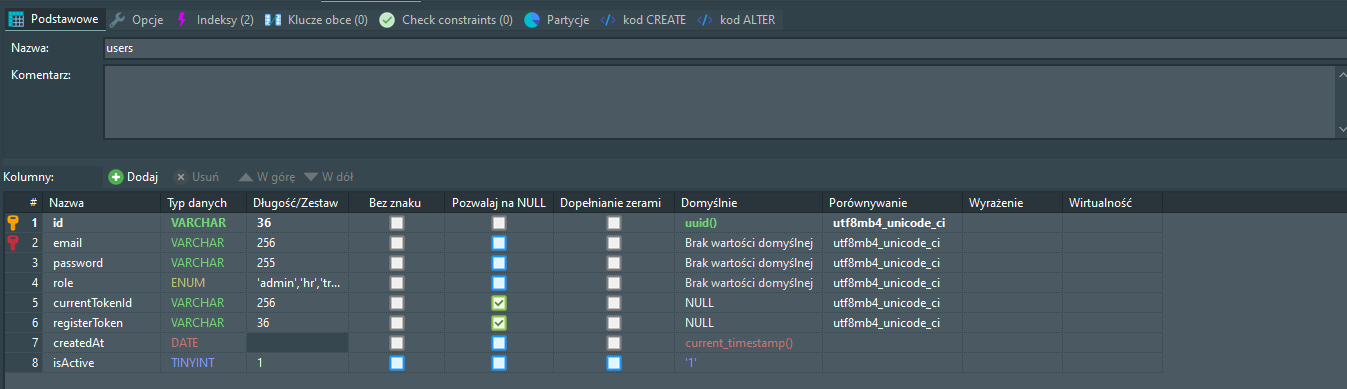 Podstawowe Opcje Indeksy (2) Klucze obce (0) Check constraints (0) Partycje kod CREATE kod ALTER
Nazwa: users
Komentarz:
Kolumny: Dodaj Usuń W górę W dół
# Nazwa Typ danych Długość/Zestaw Bez znaku Pozwalaj na NULL Dopełnianie zerami Domyślnie Porównywanie Wyrażenie Wirtualność
1 id VARCHAR 36 uuid() utf8mb4_unicode_ci
2 email VARCHAR 256 Brak wartości domyślnej utf8mb4_unicode_ci
3 password VARCHAR 255 Brak wartości domyślnej utf8mb4_unicode_ci
4 role ENUM 'admin','hr','tr... Brak wartości domyślnej utf8mb4_unicode_ci
5 currentTokenId VARCHAR 256 NULL utf8mb4_unicode_ci
6 registerToken VARCHAR 36 NULL utf8mb4_unicode_ci
7 createdAt DATE current_timestamp()
8 isActive TINYINT 1 '1'